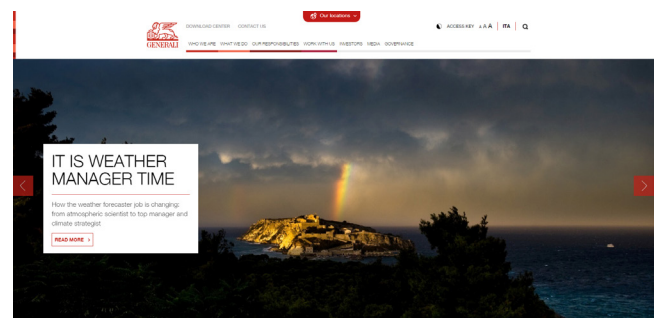 Our locations
DOWNLOAD CENTER CONTACT US
ACCESS KEY A A A ITA
GENERALI
WHO WE ARE WHAT WE DO OUR RESPONSIBILITIES WORK WITH US INVESTORS MEDIA GOVERNANCE
IT IS WEATHER
MANAGER TIME
How the weather forecaster job is changing:
from atmospheric scientist to top manager and
climate strategist
READ MORE